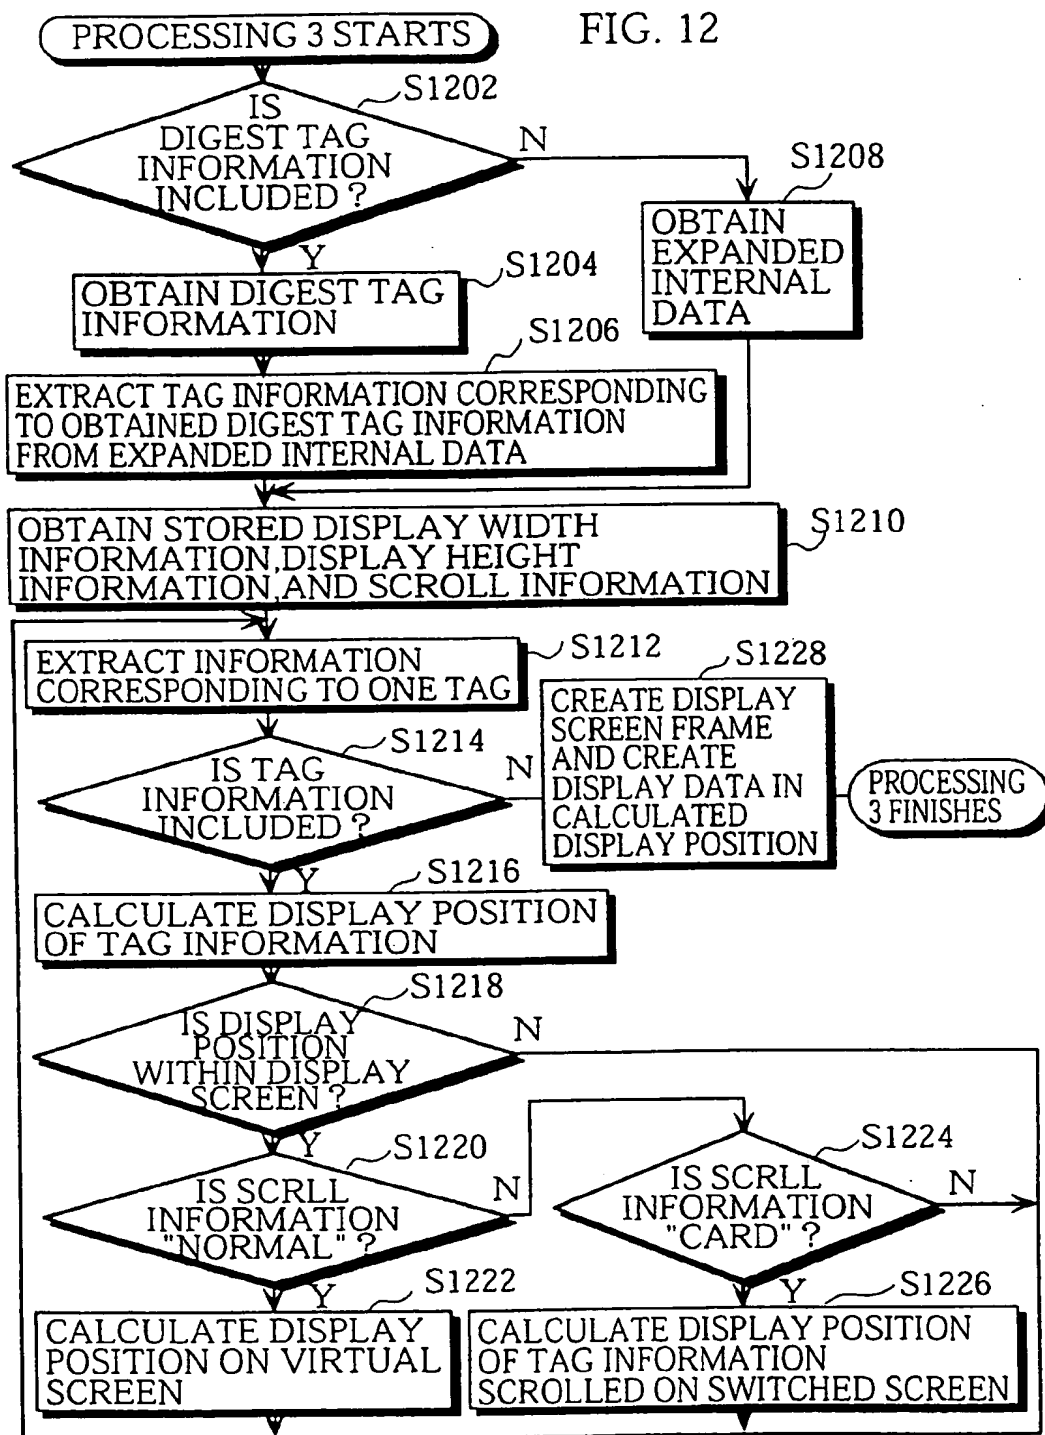 FIG. 12
PROCESSING 3 STARTS
S1202
IS
DIGEST TAG
INFORMATION
INCLUDED ?
N
Y
S1208
OBTAIN
EXPANDED
INTERNAL
DATA
S1204
OBTAIN DIGEST TAG
INFORMATION
S1206
EXTRACT TAG INFORMATION CORRESPONDING
TO OBTAINED DIGEST TAG INFORMATION
FROM EXPANDED INTERNAL DATA
S1210
OBTAIN STORED DISPLAY WIDTH
INFORMATION,DISPLAY HEIGHT
INFORMATION,AND SCROLL INFORMATION
S1212
EXTRACT INFORMATION
CORRESPONDING TO ONE TAG
S1214
IS TAG
INFORMATION
INCLUDED ?
N
Y
S1228
CREATE DISPLAY
SCREEN FRAME
AND CREATE
DISPLAY DATA IN
CALCULATED
DISPLAY POSITION
PROCESSING
3 FINISHES
S1216
CALCULATE DISPLAY POSITION
OF TAG INFORMATION
S1218
IS DISPLAY
POSITION
WITHIN DISPLAY
SCREEN ?
N
Y
S1220
IS SCRLL
INFORMATION
"NORMAL" ?
N
Y
S1224
IS SCRLL
INFORMATION
"CARD" ?
N
Y
S1222
CALCULATE DISPLAY
POSITION ON VIRTUAL
SCREEN
S1226
CALCULATE DISPLAY POSITION
OF TAG INFORMATION
SCROLLED ON SWITCHED SCREEN